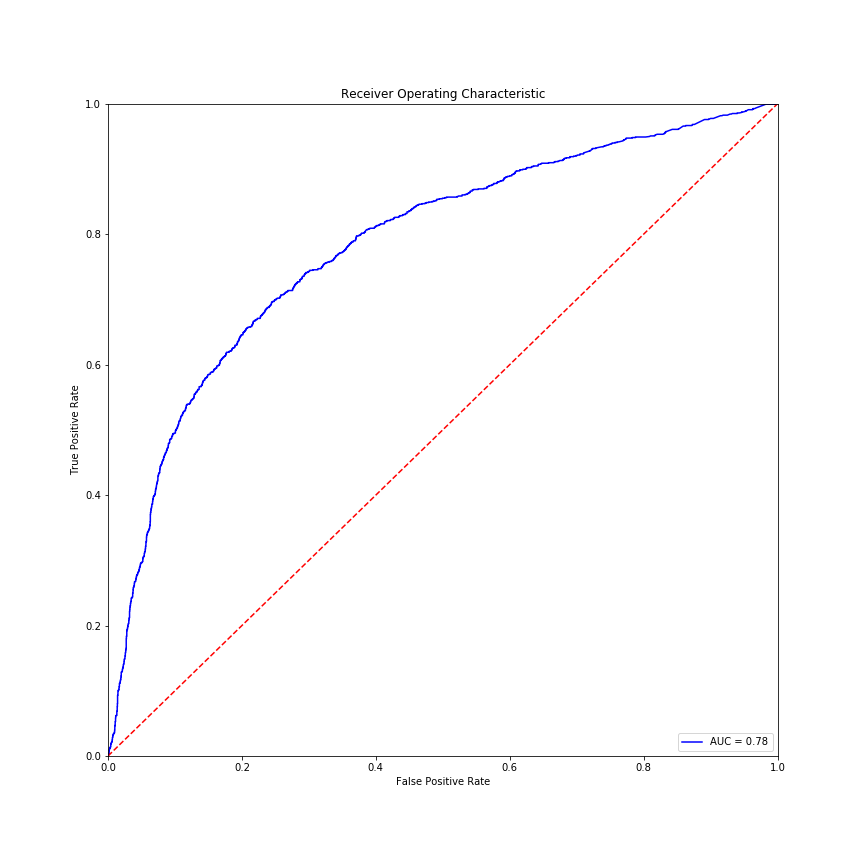 Receiver Operating Characteristic
1.0
0.8
0.6
0.4
0.2
0.0
True Positive Rate
AUC = 0.78
0.0 0.2 0.4 0.6 0.8 1.0
False Positive Rate